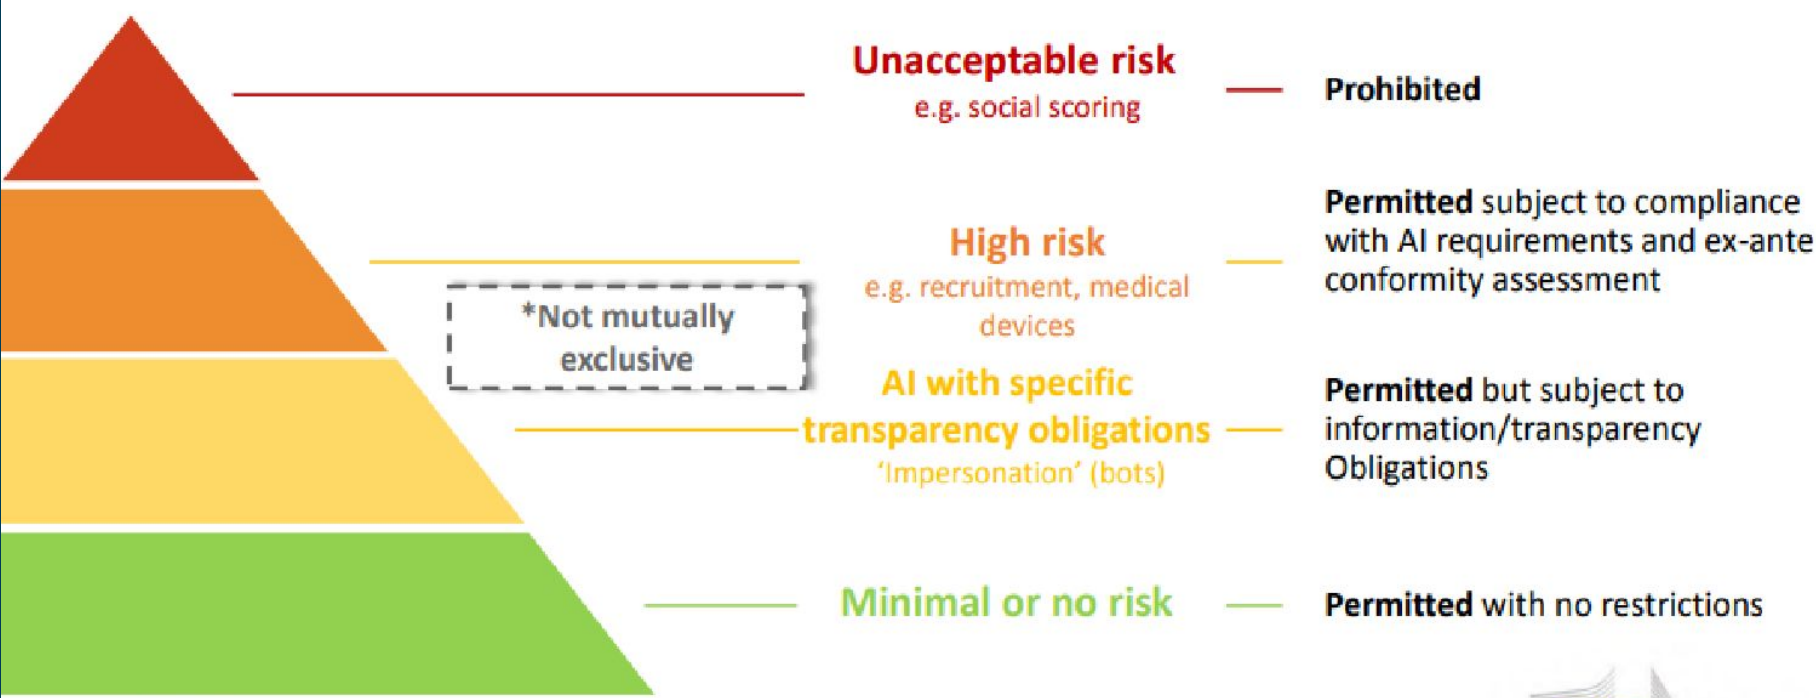 Unacceptable risk
e.g. social scoring
Prohibited
High risk
e.g. recruitment, medical
devices
Permitted subject to compliance
with AI requirements and ex-ante
conformity assessment
*Not mutually
exclusive
AI with specific
transparency obligations
‘Impersonation’ (bots)
Permitted but subject to
information/transparency
Obligations
Minimal or no risk
Permitted with no restrictions